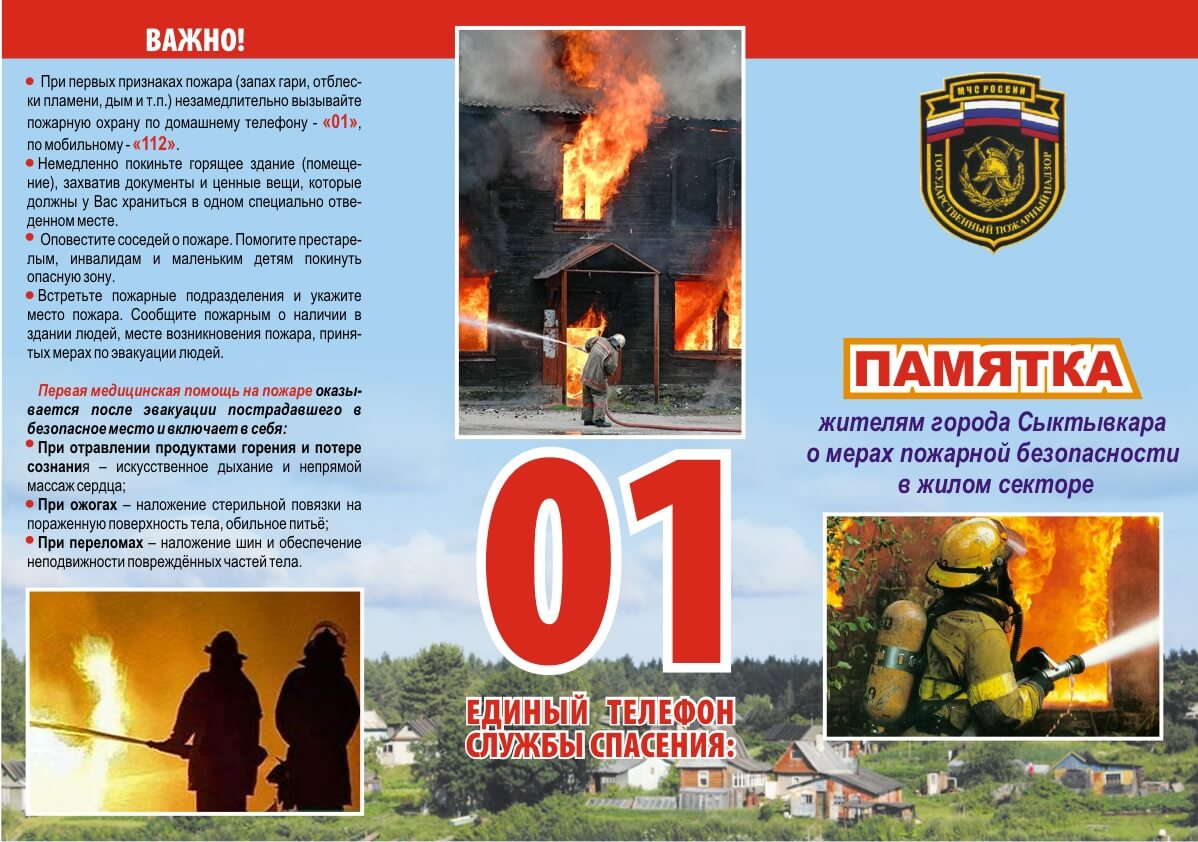 ВАЖНО!
• При первых признаках пожара (запах гари, отблес-
ки пламени, дым и т.п.) незамедлительно вызывайте
пожарную охрану по домашнему телефону - «01»,
по мобильному - «112».
• Немедленно покиньте горящее здание (помеще-
ние), захватив документы и ценные вещи, которые
должны у Вас храниться в одном специально отве-
денном месте.
• Оповестите соседей о пожаре. Помогите престаре-
лым, инвалидам и маленьким детям покинуть
опасную зону.
• Встретьте пожарные подразделения и укажите
место пожара. Сообщите пожарным о наличии в
здании людей, месте возникновения пожара, приня-
тых мерах по эвакуации людей.
Первая медицинская помощь на пожаре оказы-
вается после эвакуации пострадавшего в
безопасное место и включает в себя:
• При отравлении продуктами горения и потере
сознания – искусственное дыхание и непрямой
массаж сердца;
• При ожогах – наложение стерильной повязки на
пораженную поверхность тела, обильное питьё;
• При переломах – наложение шин и обеспечение
неподвижности повреждённых частей тела.
01
ЕДИНЫЙ ТЕЛЕФОН
СЛУЖБЫ СПАСЕНИЯ:
МЧС РОССИИ
ГОСУДАРСТВЕННЫЙ ПОЖАРНЫЙ НАДЗОР
ПАМЯТКА
жителям города Сыктывкара
о мерах пожарной безопасности
в жилом секторе